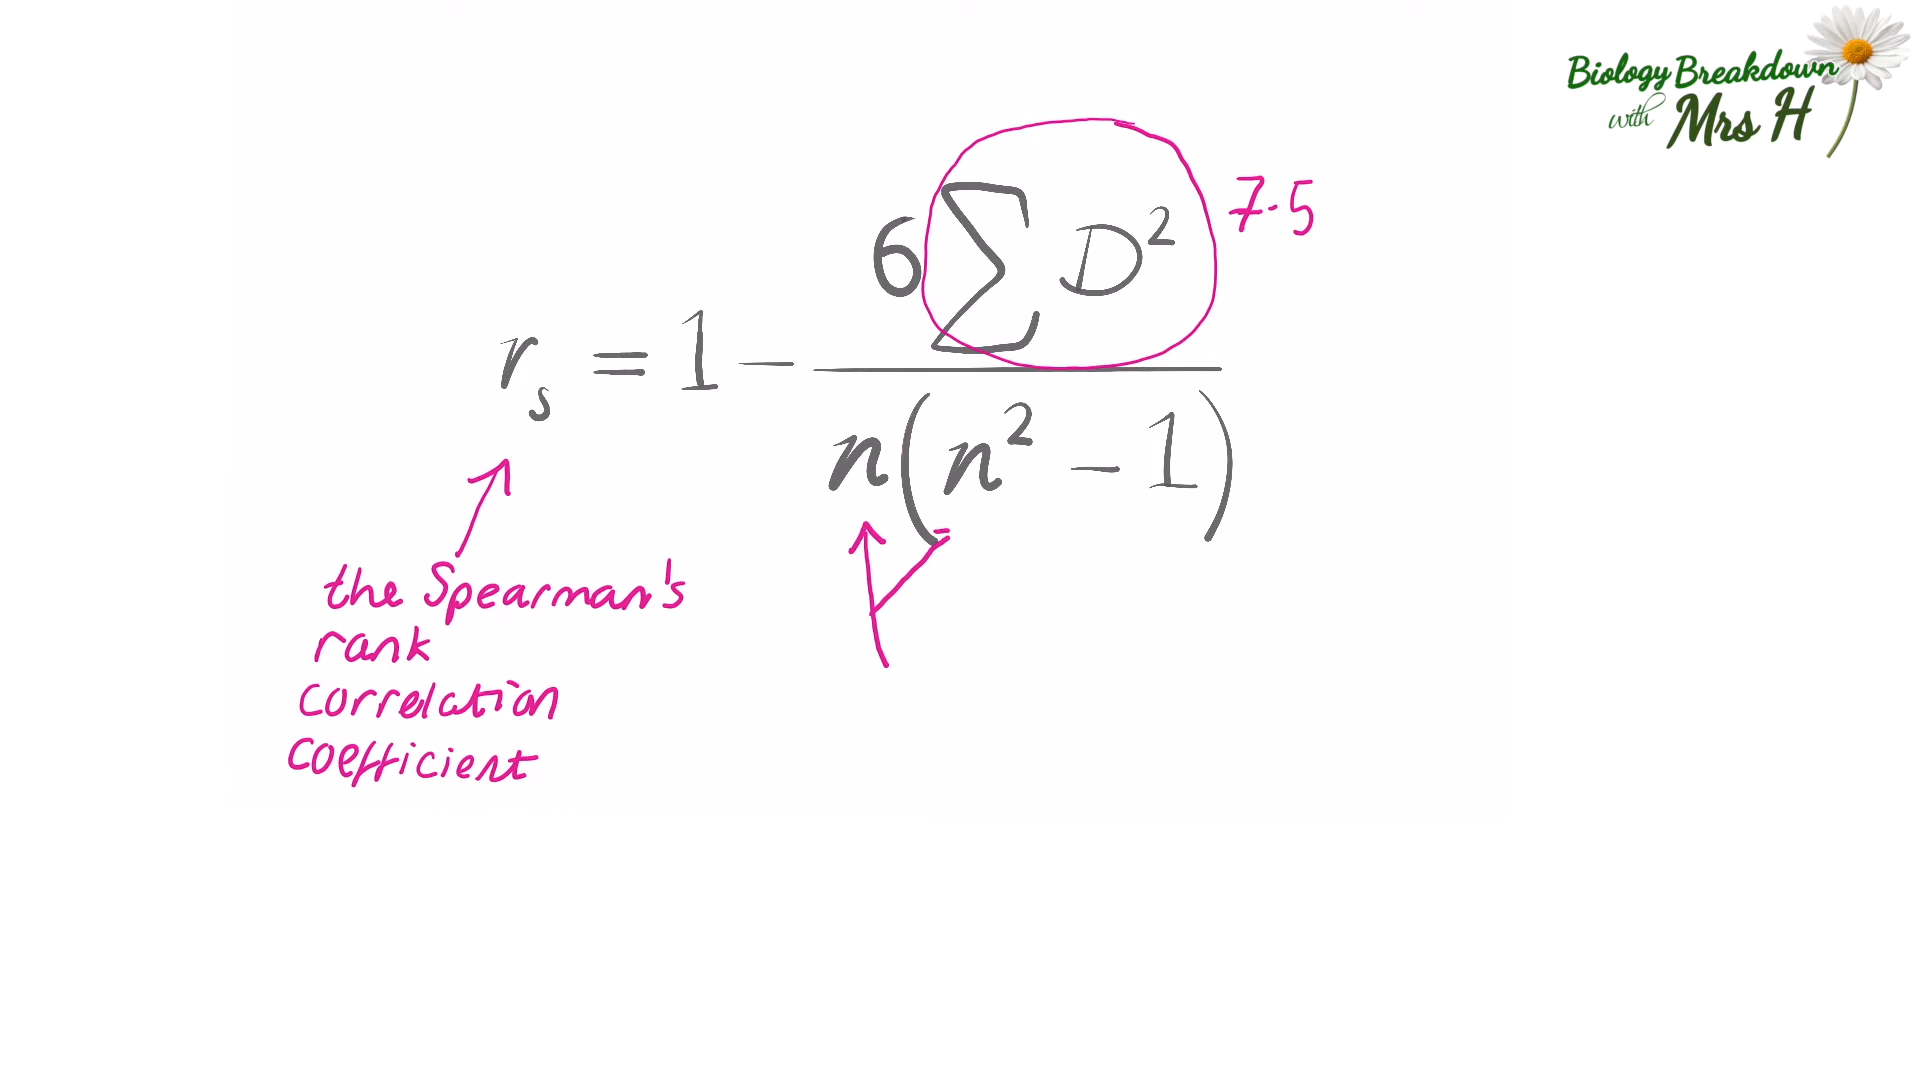 Biology Breakdown
with Mrs H
7.5
6∑D²
rₛ = 1 −
n(n² − 1)
the Spearman's
rank
correlation
coefficient